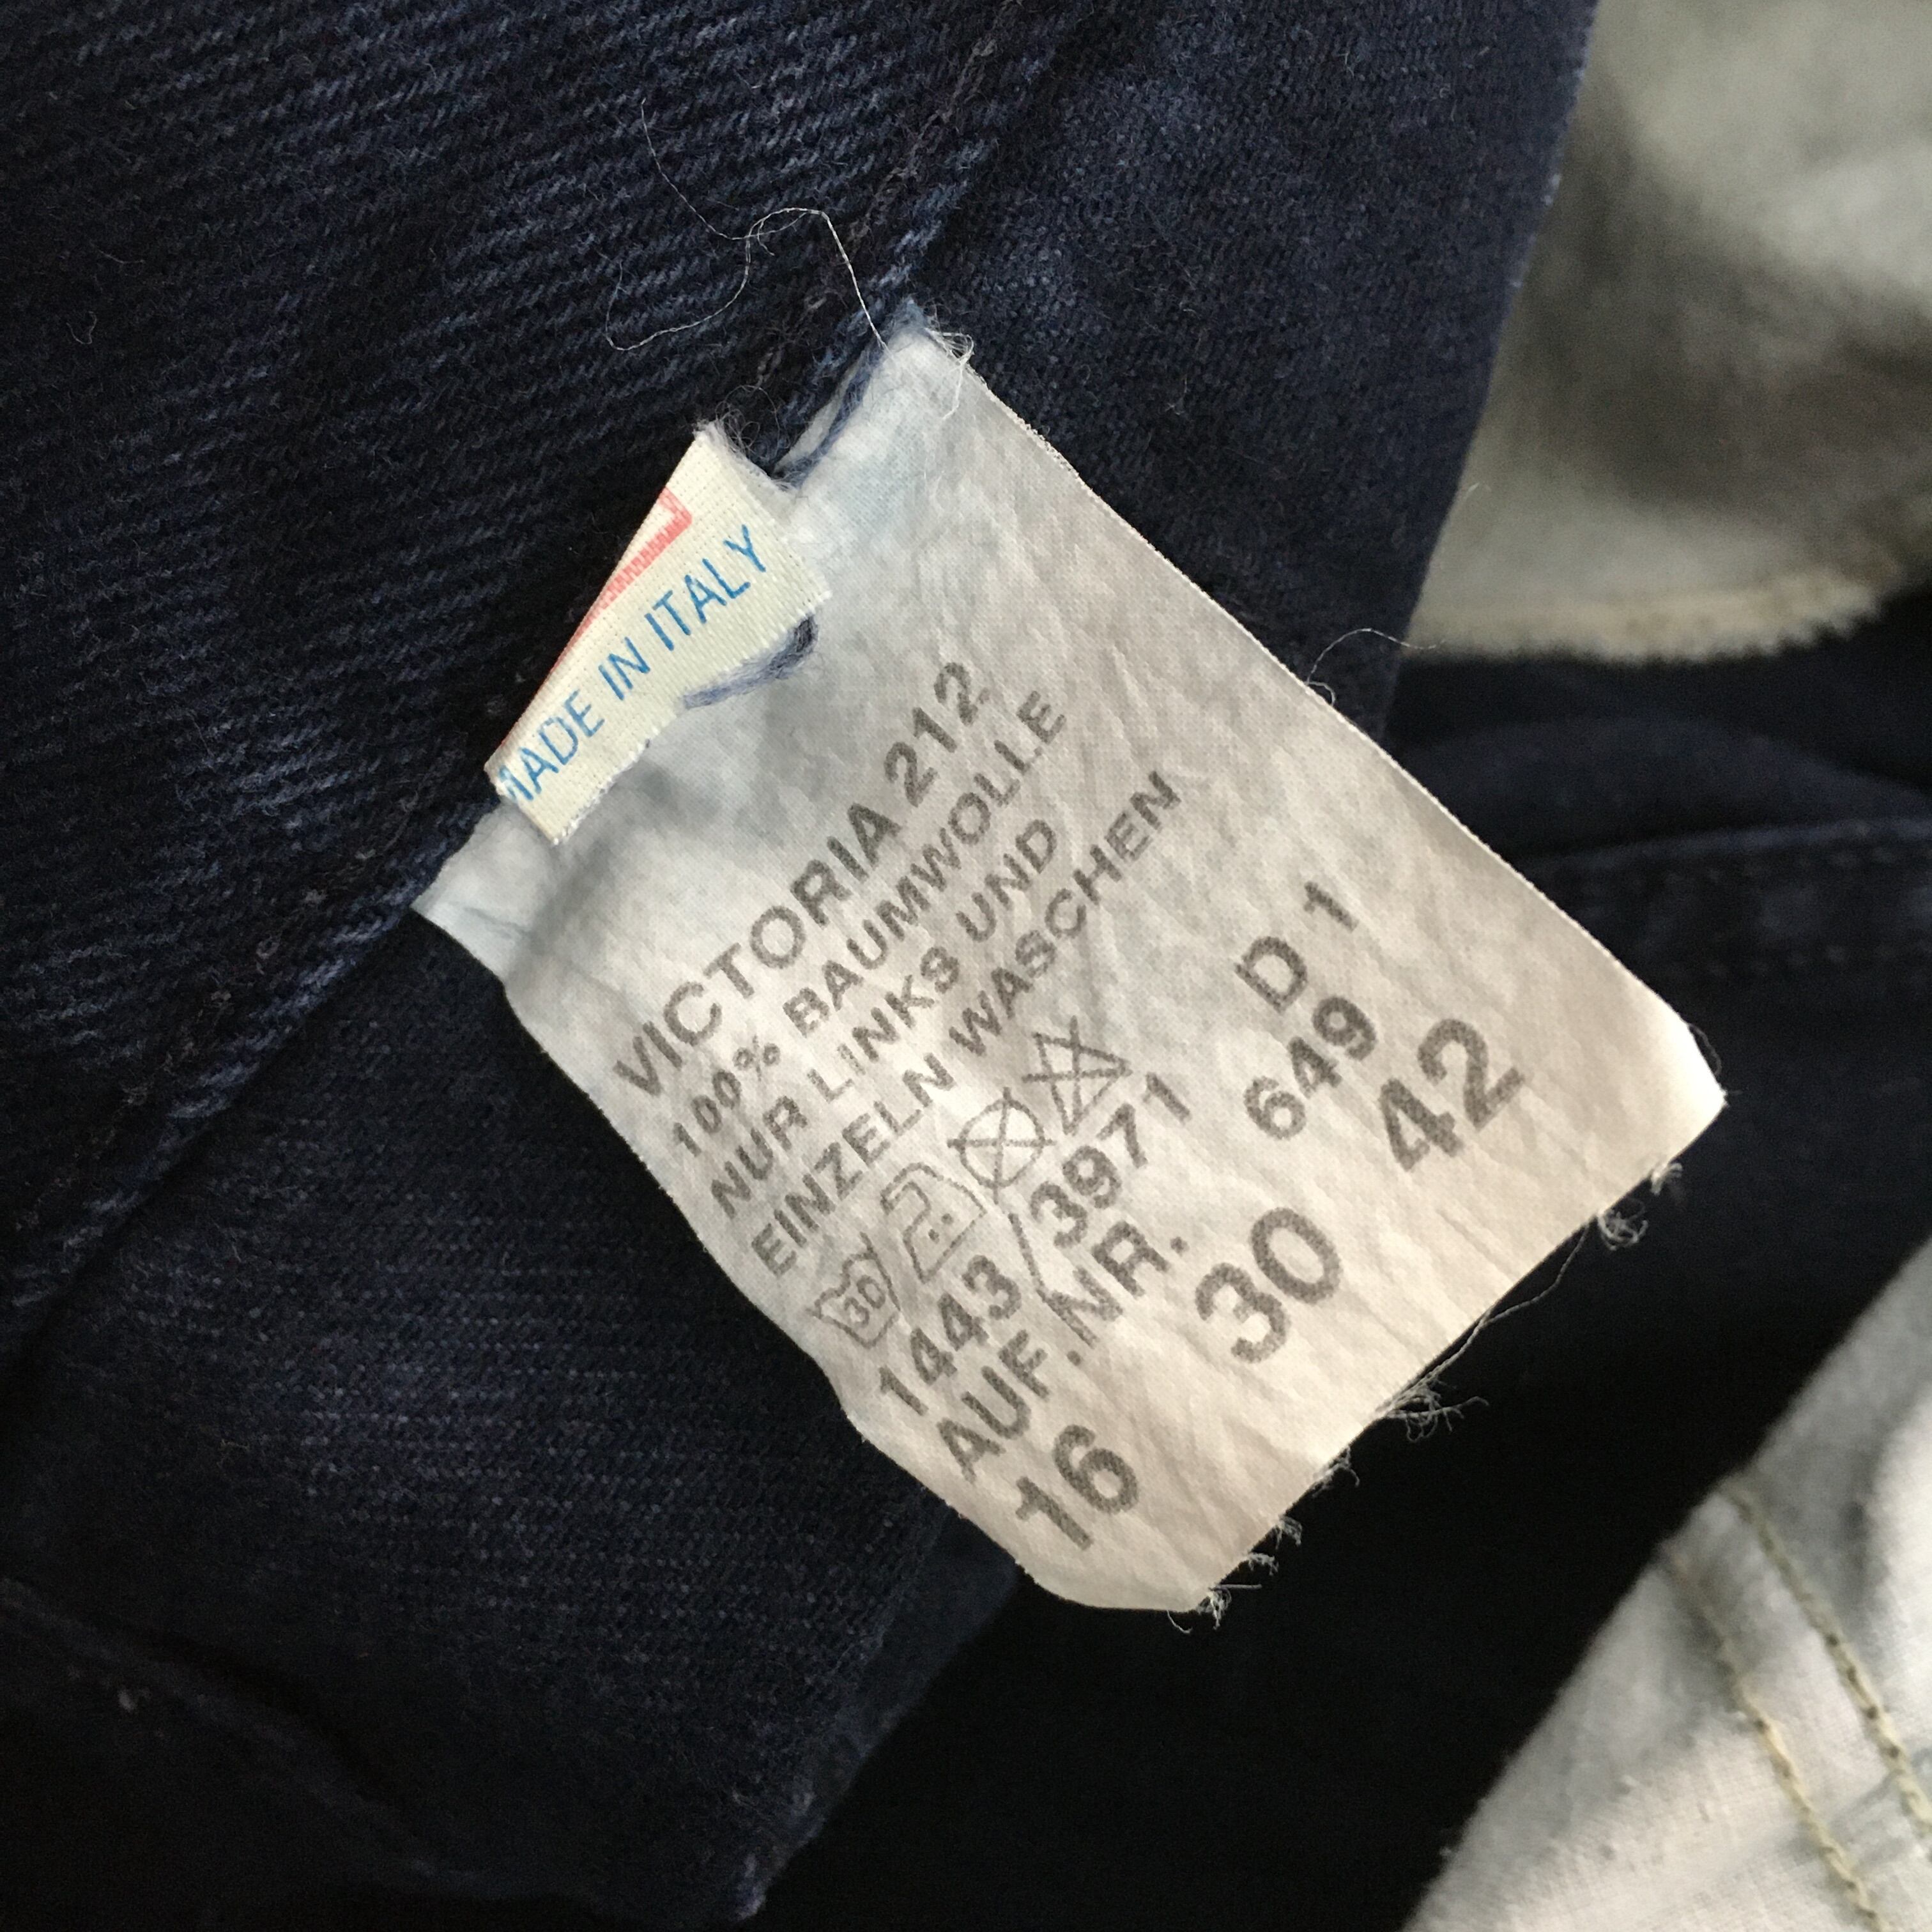 MADE IN ITALY
VICTORIA 212
100% BAUMWOLLE
NUR LINKS UND
EINZELN WASCHEN
30
1443 3971 D 1
AUF.NR. 649
16 30 42